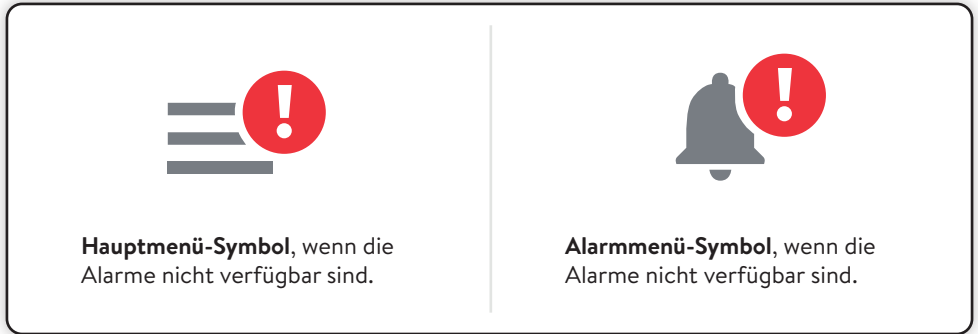 Hauptmenü-Symbol, wenn die
Alarme nicht verfügbar sind.
Alarmmenü-Symbol, wenn die
Alarme nicht verfügbar sind.